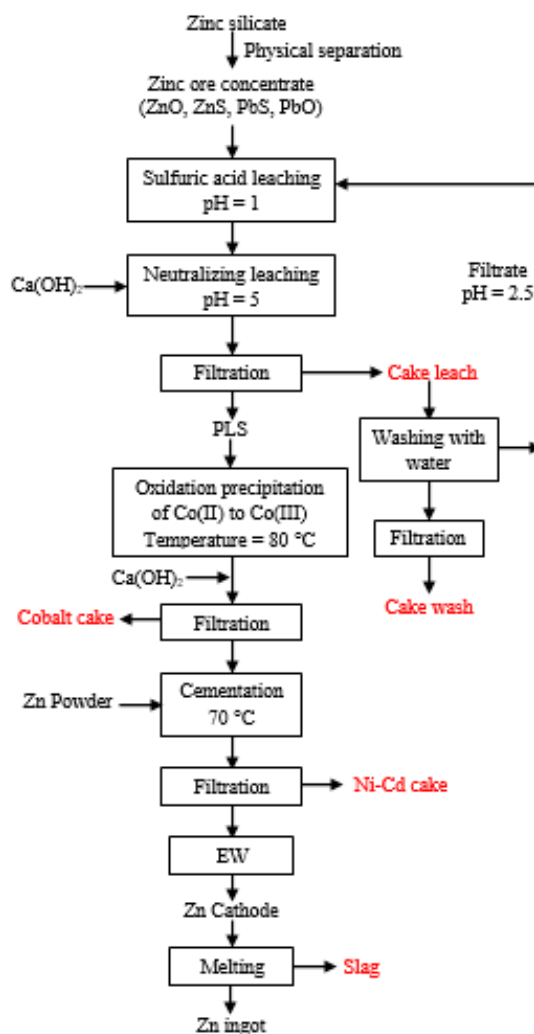 Zinc silicate
Physical separation
Zinc ore concentrate
(ZnO, ZnS, PbS, PbO)
Sulfuric acid leaching
pH = 1
Ca(OH)₂
Neutralizing leaching
pH = 5
Filtrate
pH = 2.5
Filtration
Cake leach
PLS
Washing with
water
Oxidation precipitation
of Co(II) to Co(III)
Temperature = 80 °C
Filtration
Ca(OH)₂
Cake wash
Cobalt cake
Filtration
Zn Powder
Cementation
70 °C
Filtration
Ni-Cd cake
EW
Zn Cathode
Melting
Slag
Zn ingot